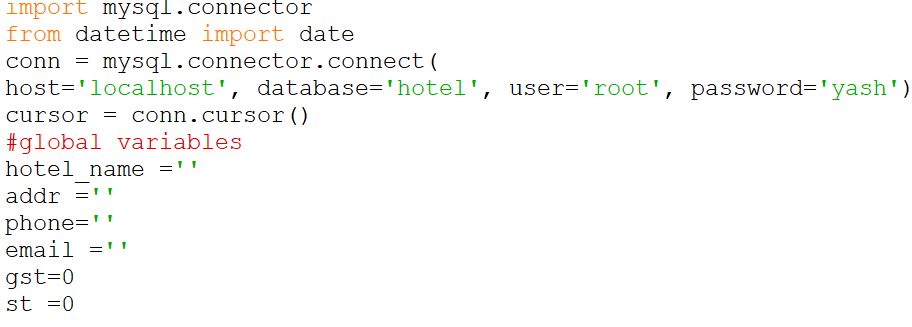 import mysql.connector
from datetime import date
conn = mysql.connector.connect(
host='localhost', database='hotel', user='root', password='yash')
cursor = conn.cursor()
#global variables
hotel_name =''
addr =''
phone=''
email =''
gst=0
st =0